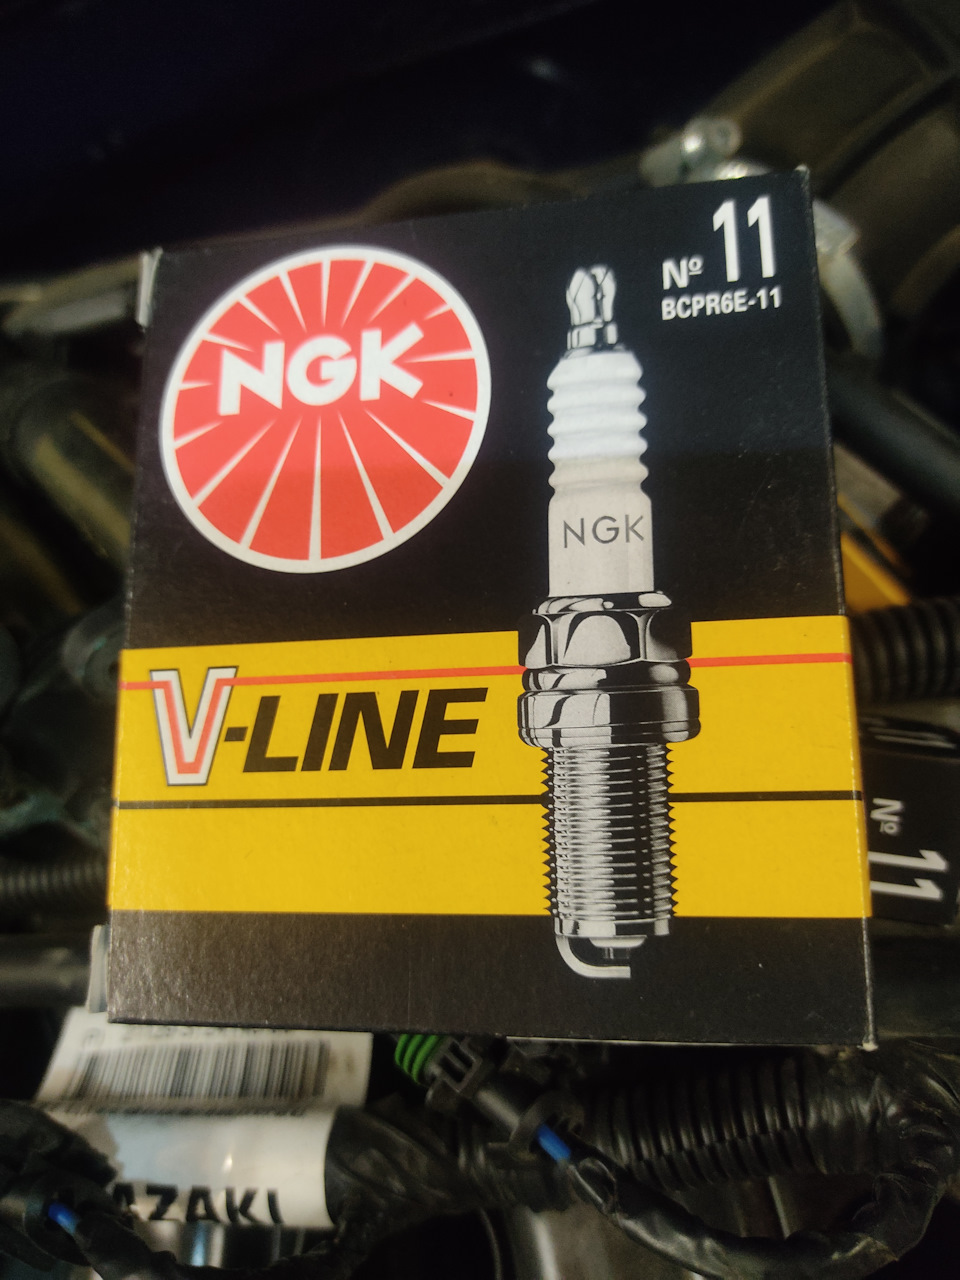 Nº 11
BCPR6E-11
NGK
NGK
V-LINE
Nº 11
AZAKI